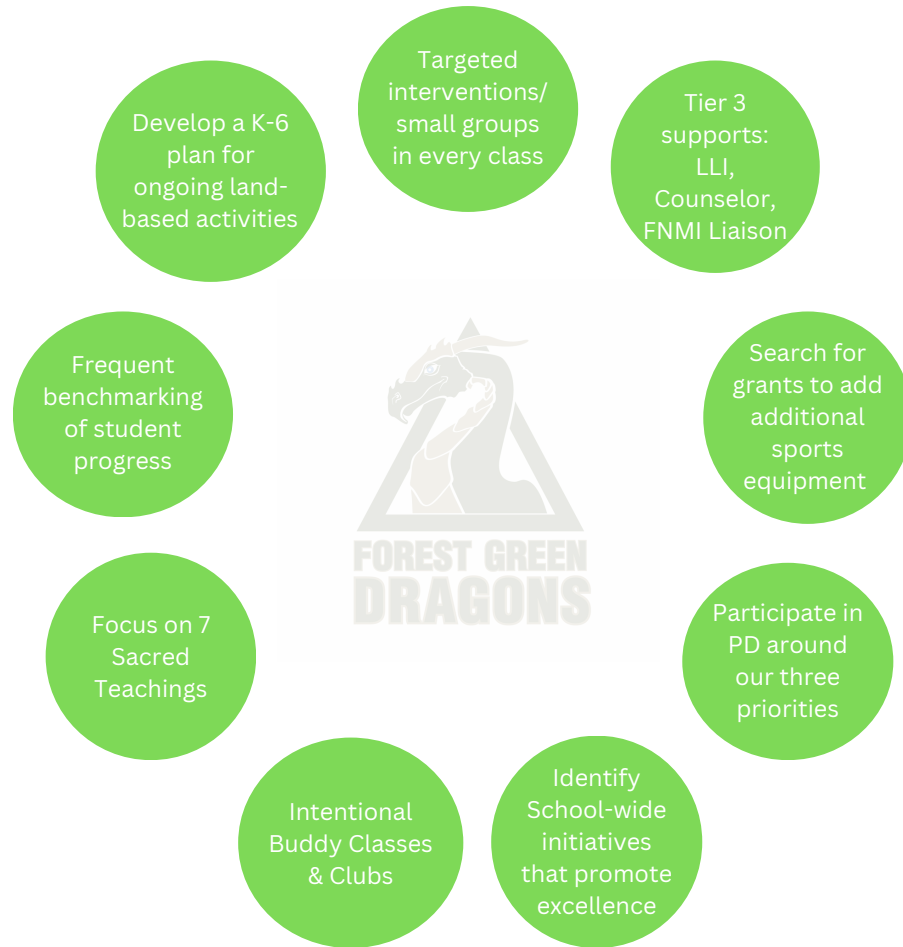 Targeted
interventions/
small groups
in every class
Tier 3
supports:
LLI,
Counselor,
FNMI Liaison
Search for
grants to add
additional
sports
equipment
Participate in
PD around
our three
priorities
Identify
School-wide
initiatives
that promote
excellence
Intentional
Buddy Classes
& Clubs
Focus on 7
Sacred
Teachings
Frequent
benchmarking
of student
progress
Develop a K-6
plan for
ongoing land-
based activities
FOREST GREEN
DRAGONS